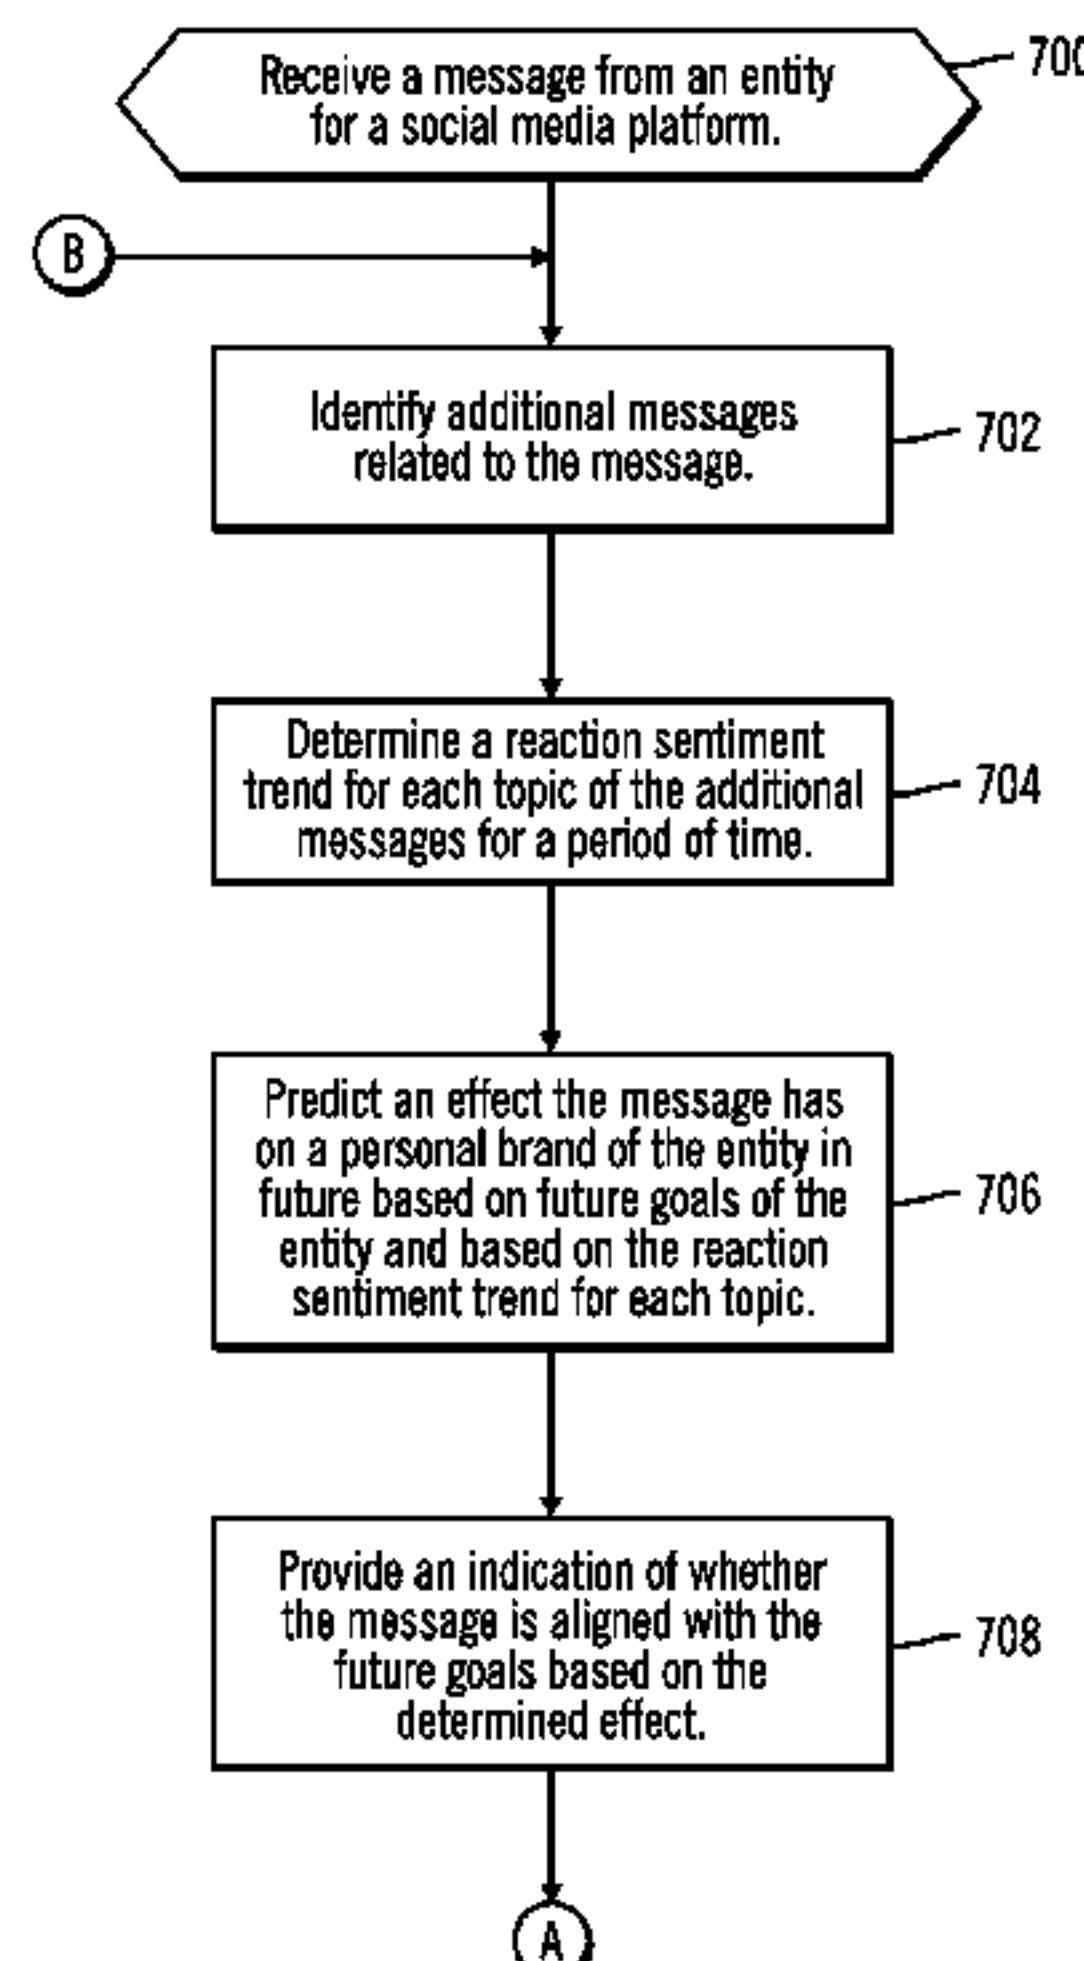 Receive a message from an entity
for a social media platform.
700
B
Identify additional messages
related to the message.
702
Determine a reaction sentiment
trend for each topic of the additional
messages for a period of time.
704
Predict an effect the message has
on a personal brand of the entity in
future based on future goals of the
entity and based on the reaction
sentiment trend for each topic.
706
Provide an indication of whether
the message is aligned with the
future goals based on the
determined effect.
708
A